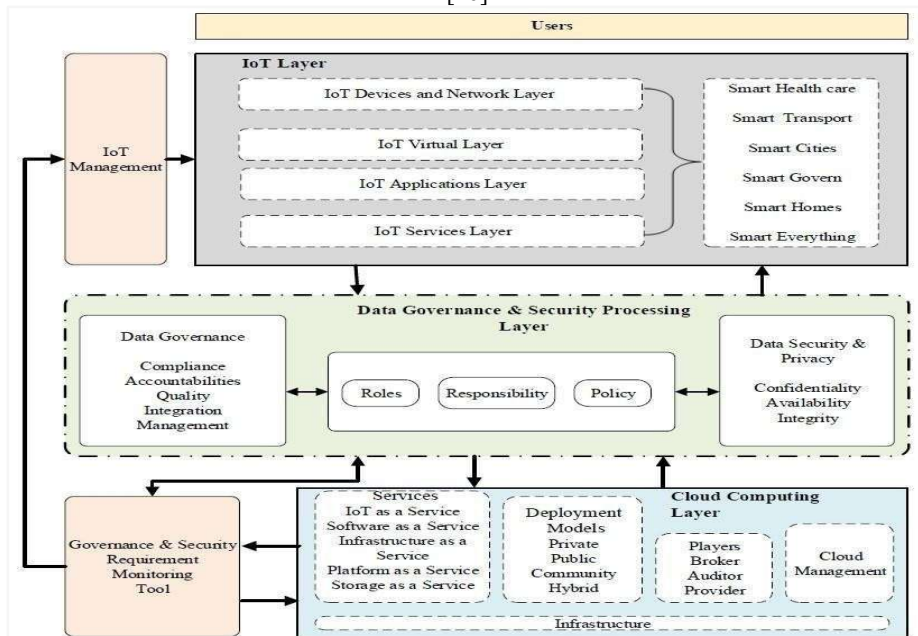 Users
IoT Layer
IoT Devices and Network Layer
IoT Virtual Layer
IoT Applications Layer
IoT Services Layer
Smart Health care
Smart Transport
Smart Cities
Smart Govern
Smart Homes
Smart Everything
IoT
Management
Data Governance & Security Processing
Layer
Data Governance
Compliance
Accountabilities
Quality
Integration
Management
Roles
Responsibility
Policy
Data Security &
Privacy
Confidentiality
Availability
Integrity
Governance & Security
Requirement
Monitoring
Tool
Cloud Computing
Layer
Services
IoT as a Service
Software as a Service
Infrastructure as a
Service
Platform as a Service
Storage as a Service
Deployment
Models
Private
Public
Community
Hybrid
Players
Broker
Auditor
Provider
Cloud
Management
Infrastructure